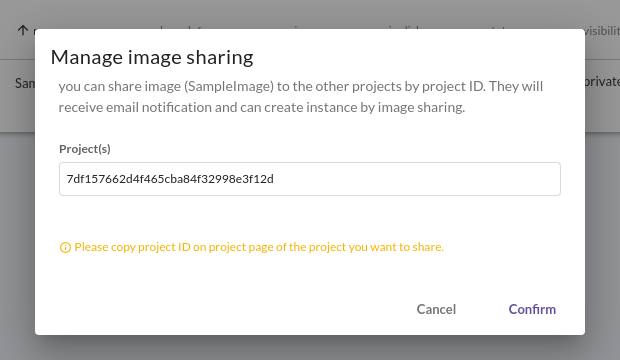 Manage image sharing
you can share image (SampleImage) to the other projects by project ID. They will
receive email notification and can create instance by image sharing.
Project(s)
7df157662d4f465cba84f32998e3f12d
Please copy project ID on project page of the project you want to share.
Cancel
Confirm